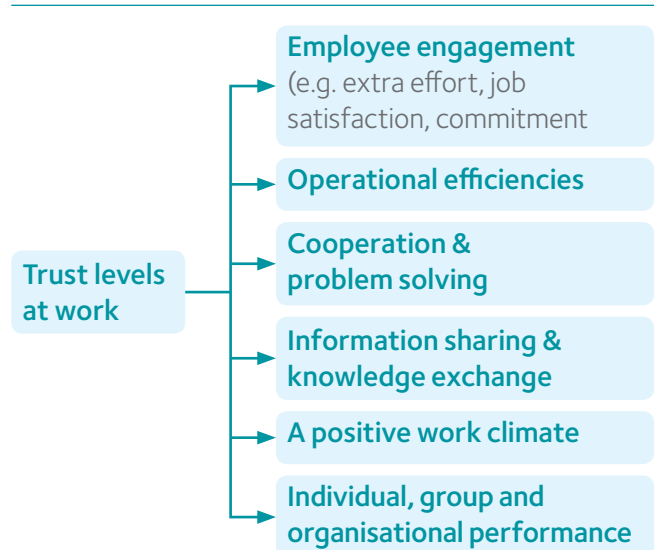 Trust levels
at work
Employee engagement
(e.g. extra effort, job
satisfaction, commitment
Operational efficiencies
Cooperation &
problem solving
Information sharing &
knowledge exchange
A positive work climate
Individual, group and
organisational performance